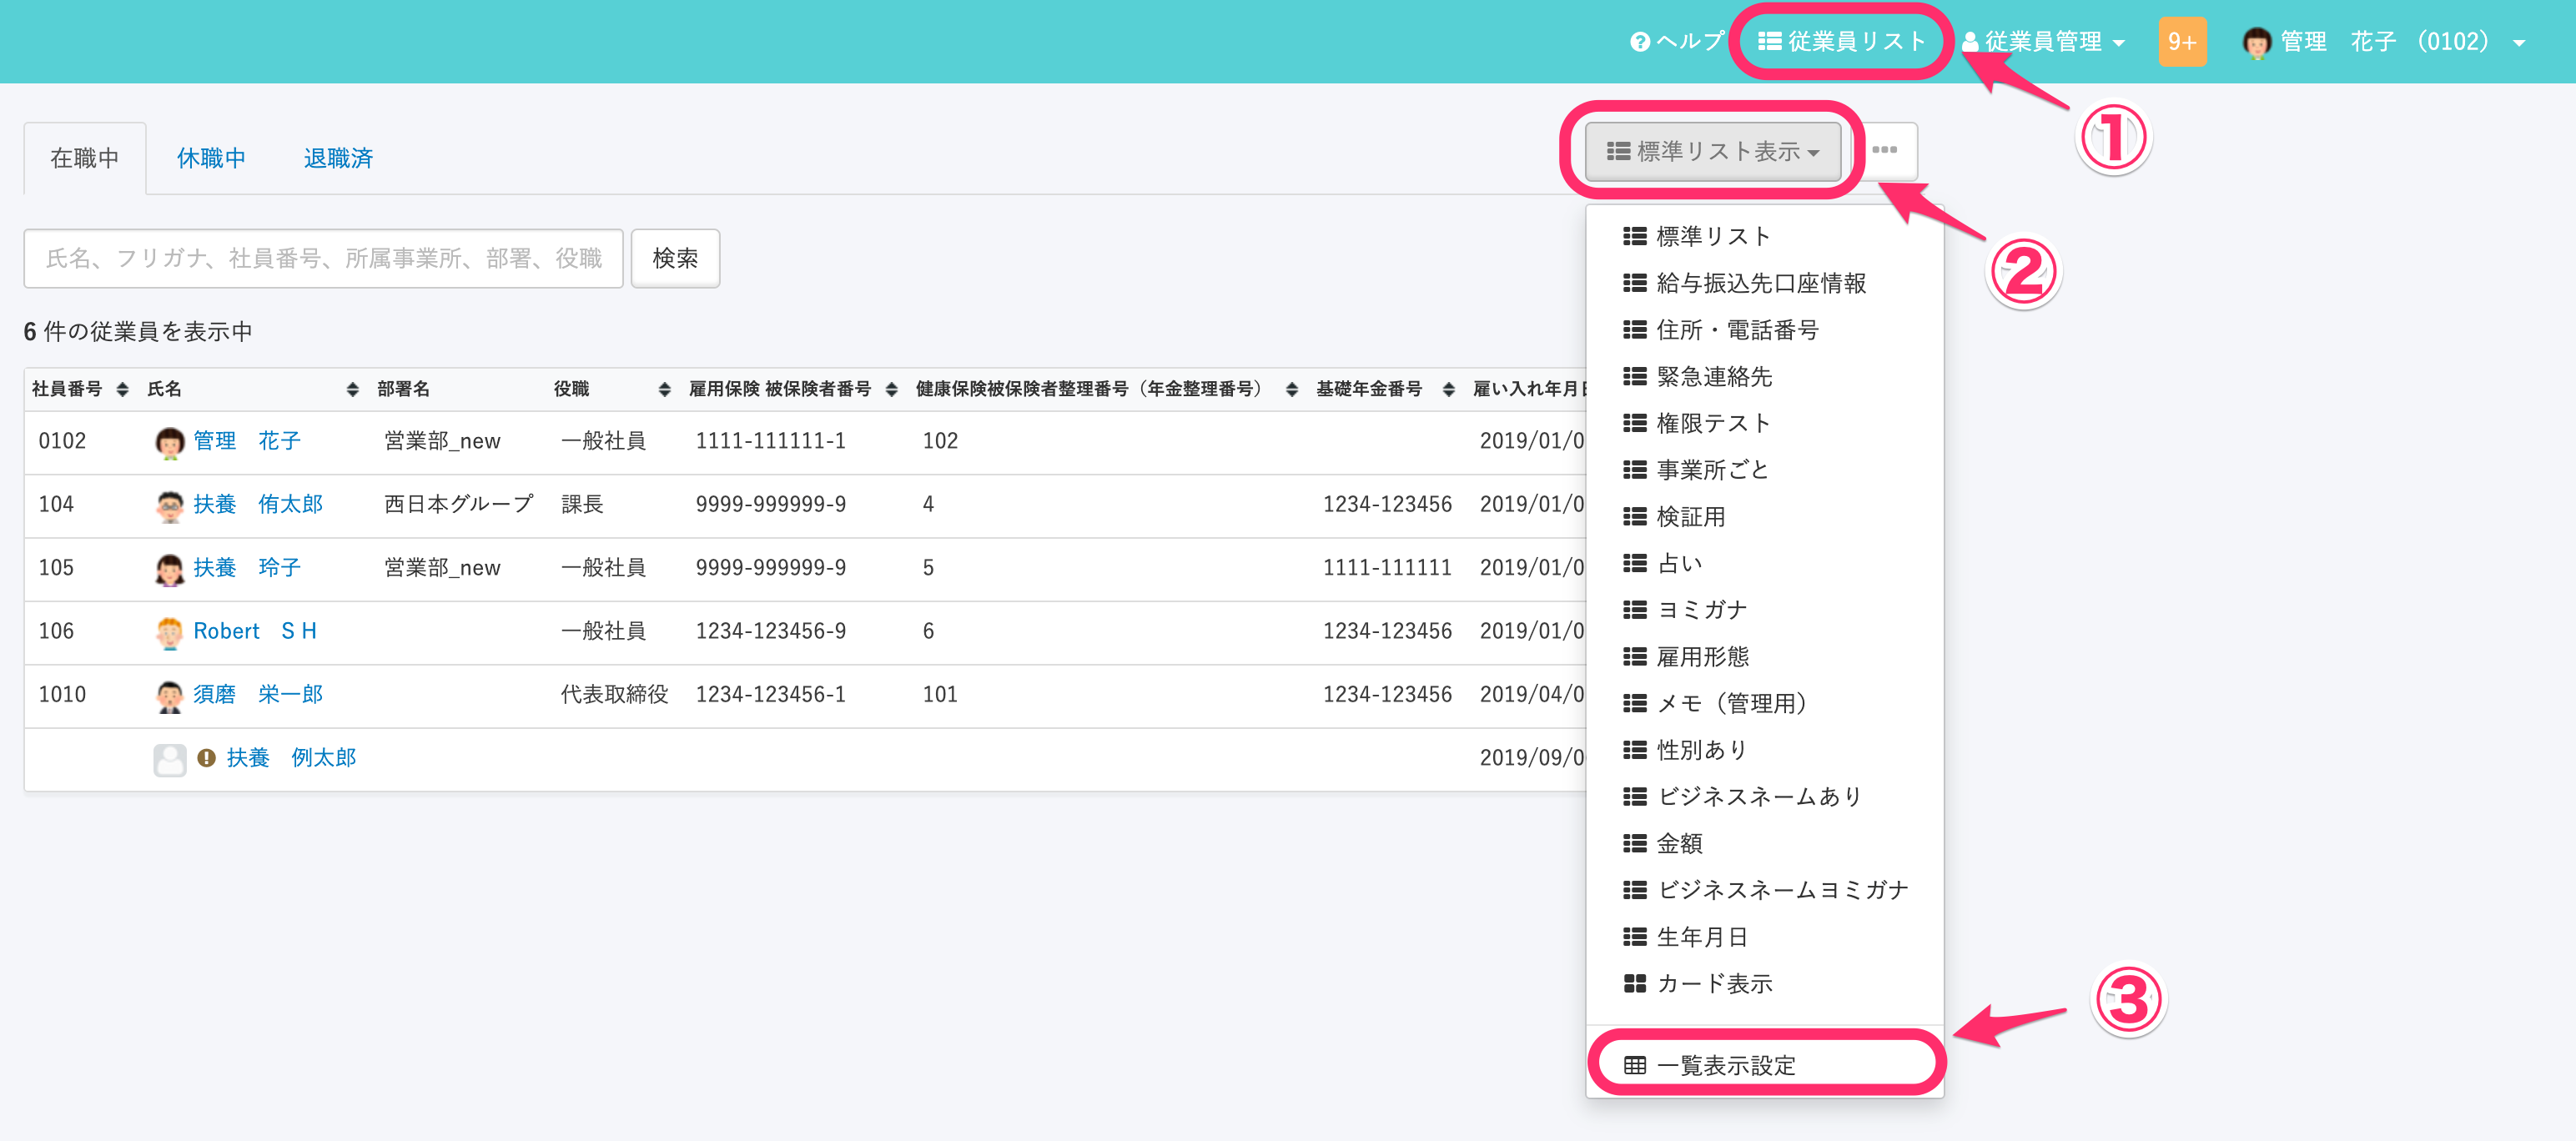 ヘルプ 従業員リスト 従業員管理 9+ 管理 花子 (0102)
①
在職中 休職中 退職済 標準リスト表示 •••
②
氏名、フリガナ、社員番号、所属事業所、部署、役職 検索
6 件の従業員を表示中
社員番号 氏名 部署名 役職 雇用保険 被保険者番号 健康保険被保険者整理番号（年金整理番号） 基礎年金番号 雇い入れ年月日
0102 管理 花子 営業部_new 一般社員 1111-111111-1 102 2019/01/0
104 扶養 侑太郎 西日本グループ 課長 9999-999999-9 4 1234-123456 2019/01/0
105 扶養 玲子 営業部_new 一般社員 9999-999999-9 5 1111-111111 2019/01/0
106 Robert S H 一般社員 1234-123456-9 6 1234-123456 2019/01/0
1010 須磨 栄一郎 代表取締役 1234-123456-1 101 1234-123456 2019/04/0
扶養 例太郎 2019/09/0
標準リスト
給与振込先口座情報
住所・電話番号
緊急連絡先
権限テスト
事業所ごと
検証用
占い
ヨミガナ
雇用形態
メモ（管理用）
性別あり
ビジネスネームあり
金額
ビジネスネームヨミガナ
生年月日
カード表示
③
一覧表示設定